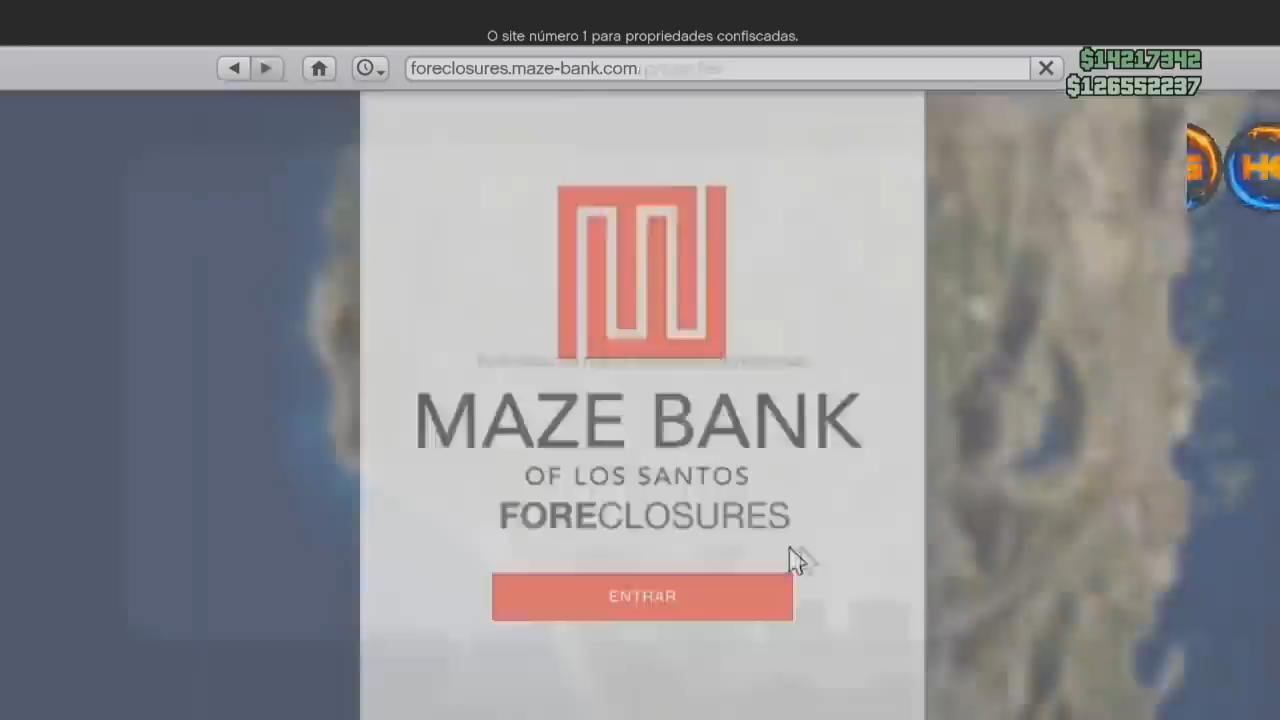 O site número 1 para propriedades confiscadas.
foreclosures.maze-bank.com/
$14217342
$126552237
HO
MAZE BANK
OF LOS SANTOS
FORECLOSURES
ENTRAR